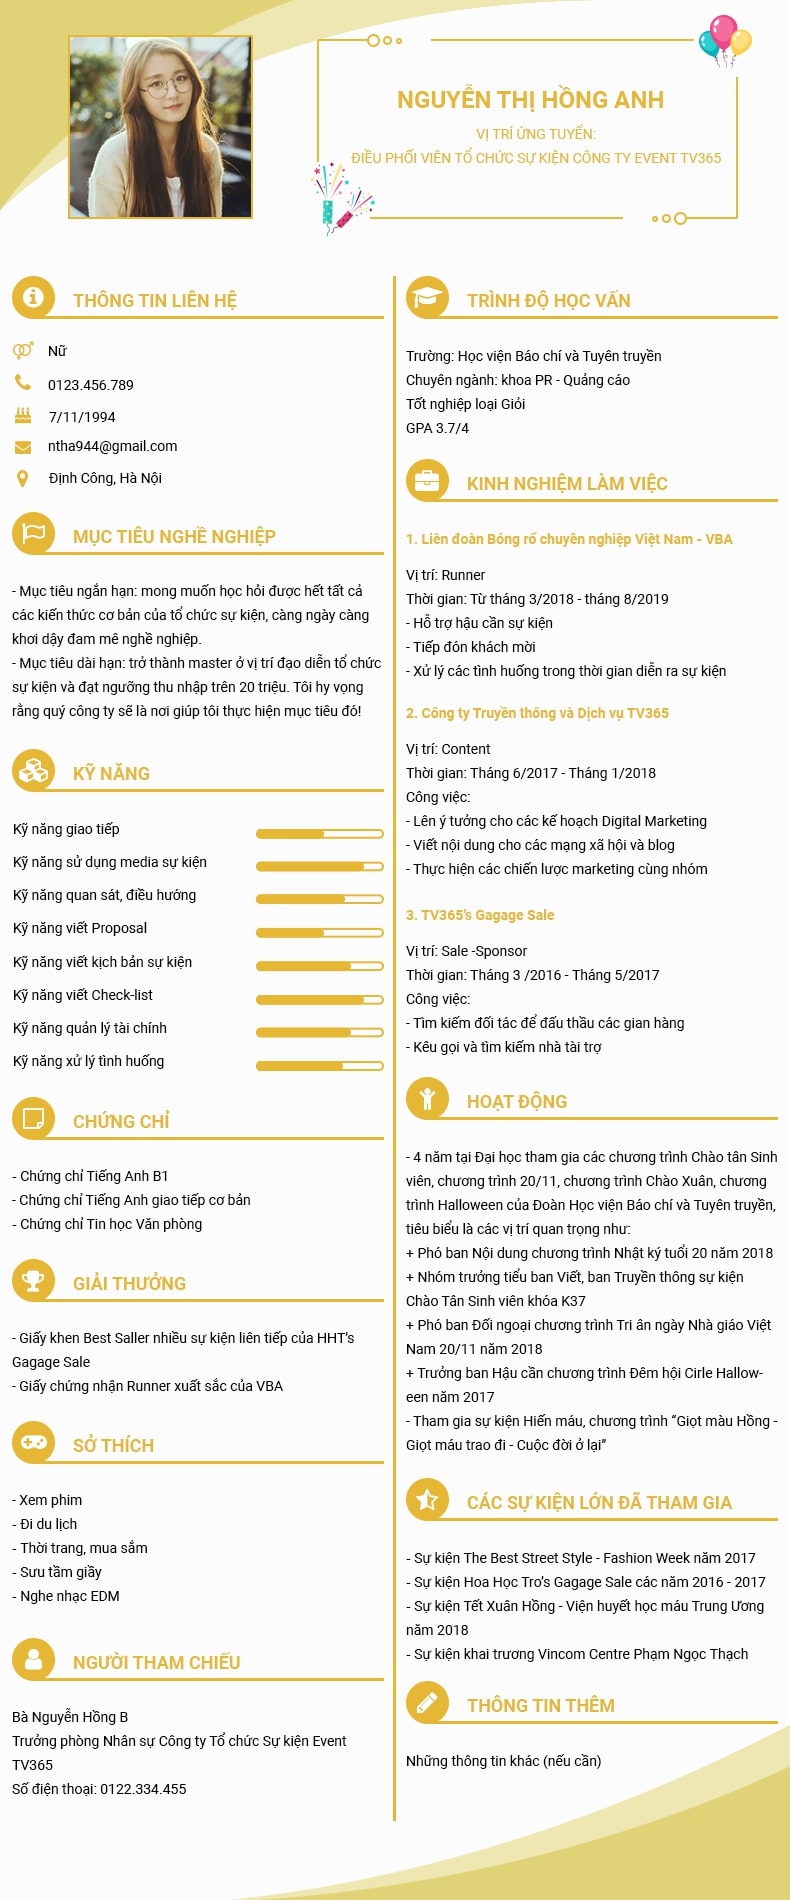 NGUYỄN THỊ HỒNG ANH
VỊ TRÍ ỨNG TUYỂN:
ĐIỀU PHỐI VIÊN TỔ CHỨC SỰ KIỆN CÔNG TY EVENT TV365
THÔNG TIN LIÊN HỆ
Nữ
0123.456.789
7/11/1994
ntha944@gmail.com
Định Công, Hà Nội
MỤC TIÊU NGHỀ NGHIỆP
- Mục tiêu ngắn hạn: mong muốn học hỏi được hết tất cả
các kiến thức cơ bản của tổ chức sự kiện, càng ngày càng
khơi dậy đam mê nghề nghiệp.
- Mục tiêu dài hạn: trở thành master ở vị trí đạo diễn tổ chức
sự kiện và đạt ngưỡng thu nhập trên 20 triệu. Tôi hy vọng
rằng quý công ty sẽ là nơi giúp tôi thực hiện mục tiêu đó!
KỸ NĂNG
Kỹ năng giao tiếp
Kỹ năng sử dụng media sự kiện
Kỹ năng quan sát, điều hướng
Kỹ năng viết Proposal
Kỹ năng viết kịch bản sự kiện
Kỹ năng viết Check-list
Kỹ năng quản lý tài chính
Kỹ năng xử lý tình huống
CHỨNG CHỈ
- Chứng chỉ Tiếng Anh B1
- Chứng chỉ Tiếng Anh giao tiếp cơ bản
- Chứng chỉ Tin học Văn phòng
GIẢI THƯỞNG
- Giấy khen Best Saller nhiều sự kiện liên tiếp của HHT's
Gagage Sale
- Giấy chứng nhận Runner xuất sắc của VBA
SỞ THÍCH
- Xem phim
- Đi du lịch
- Thời trang, mua sắm
- Sưu tầm giầy
- Nghe nhạc EDM
NGƯỜI THAM CHIẾU
Bà Nguyễn Hồng B
Trưởng phòng Nhân sự Công ty Tổ chức Sự kiện Event
TV365
Số điện thoại: 0122.334.455
TRÌNH ĐỘ HỌC VẤN
Trường: Học viện Báo chí và Tuyên truyền
Chuyên ngành: khoa PR - Quảng cáo
Tốt nghiệp loại Giỏi
GPA 3.7/4
KINH NGHIỆM LÀM VIỆC
1. Liên đoàn Bóng rổ chuyên nghiệp Việt Nam - VBA
Vị trí: Runner
Thời gian: Từ tháng 3/2018 - tháng 8/2019
- Hỗ trợ hậu cần sự kiện
- Tiếp đón khách mời
- Xử lý các tình huống trong thời gian diễn ra sự kiện
2. Công ty Truyền thông và Dịch vụ TV365
Vị trí: Content
Thời gian: Tháng 6/2017 - Tháng 1/2018
Công việc:
- Lên ý tưởng cho các kế hoạch Digital Marketing
- Viết nội dung cho các mạng xã hội và blog
- Thực hiện các chiến lược marketing cùng nhóm
3. TV365's Gagage Sale
Vị trí: Sale -Sponsor
Thời gian: Tháng 3 /2016 - Tháng 5/2017
Công việc:
- Tìm kiếm đối tác để đấu thầu các gian hàng
- Kêu gọi và tìm kiếm nhà tài trợ
HOẠT ĐỘNG
- 4 năm tại Đại học tham gia các chương trình Chào tân Sinh
viên, chương trình 20/11, chương trình Chào Xuân, chương
trình Halloween của Đoàn Học viện Báo chí và Tuyên truyền,
tiêu biểu là các vị trí quan trọng như:
+ Phó ban Nội dung chương trình Nhật ký tuổi 20 năm 2018
+ Nhóm trưởng tiểu ban Viết, ban Truyền thông sự kiện
Chào Tân Sinh viên khóa K37
+ Phó ban Đối ngoại chương trình Tri ân ngày Nhà giáo Việt
Nam 20/11 năm 2018
+ Trưởng ban Hậu cần chương trình Đêm hội Cirle Hallow-
een năm 2017
- Tham gia sự kiện Hiến máu, chương trình “Giọt màu Hồng -
Giọt máu trao đi - Cuộc đời ở lại”
CÁC SỰ KIỆN LỚN ĐÃ THAM GIA
- Sự kiện The Best Street Style - Fashion Week năm 2017
- Sự kiện Hoa Học Tro's Gagage Sale các năm 2016 - 2017
- Sự kiện Tết Xuân Hồng - Viện huyết học máu Trung Ương
năm 2018
- Sự kiện khai trương Vincom Centre Phạm Ngọc Thạch
THÔNG TIN THÊM
Những thông tin khác (nếu cần)